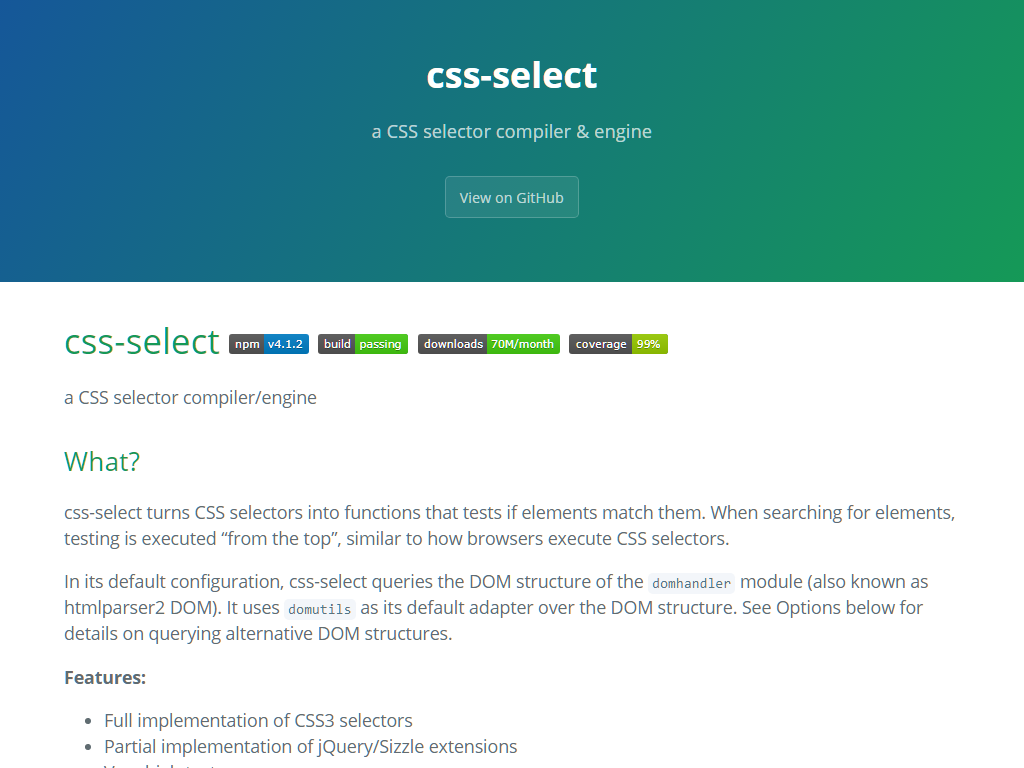 css-select
a CSS selector compiler & engine
View on GitHub
css-select npm v4.1.2 build passing downloads 70M/month coverage 99%
a CSS selector compiler/engine
What?
css-select turns CSS selectors into functions that tests if elements match them. When searching for elements,
testing is executed “from the top”, similar to how browsers execute CSS selectors.
In its default configuration, css-select queries the DOM structure of the domhandler module (also known as
htmlparser2 DOM). It uses domutils as its default adapter over the DOM structure. See Options below for
details on querying alternative DOM structures.
Features:
Full implementation of CSS3 selectors
Partial implementation of jQuery/Sizzle extensions